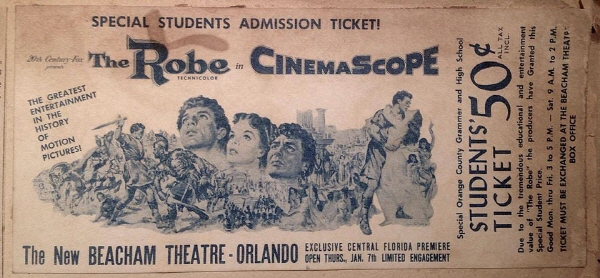 SPECIAL STUDENTS ADMISSION TICKET!
20th Century-Fox
presents
The Robe in CINEMASCOPE
TECHNICOLOR
THE GREATEST
ENTERTAINMENT
IN THE
HISTORY
OF
MOTION
PICTURES!
The New BEACHAM THEATRE - ORLANDO
EXCLUSIVE CENTRAL FLORIDA PREMIERE
OPEN THURS., JAN. 7th LIMITED ENGAGEMENT
Special Orange County Grammer and High School
STUDENTS' TICKET 50¢
ALL TAX
INCL.
Due to the tremendous educational and entertainment
value of "The Robe" the producers have Granted this
Special Student Price.
Good Mon. thru Fri. 3 to 5 P.M. — Sat. 9 A.M. to 2 P.M.
TICKET MUST BE EXCHANGED AT THE BEACHAM THEATRE
BOX OFFICE